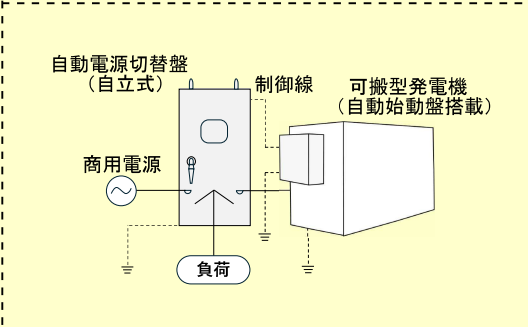 自動電源切替盤
（自立式）
制御線
可搬型発電機
（自動始動盤搭載）
商用電源
負荷